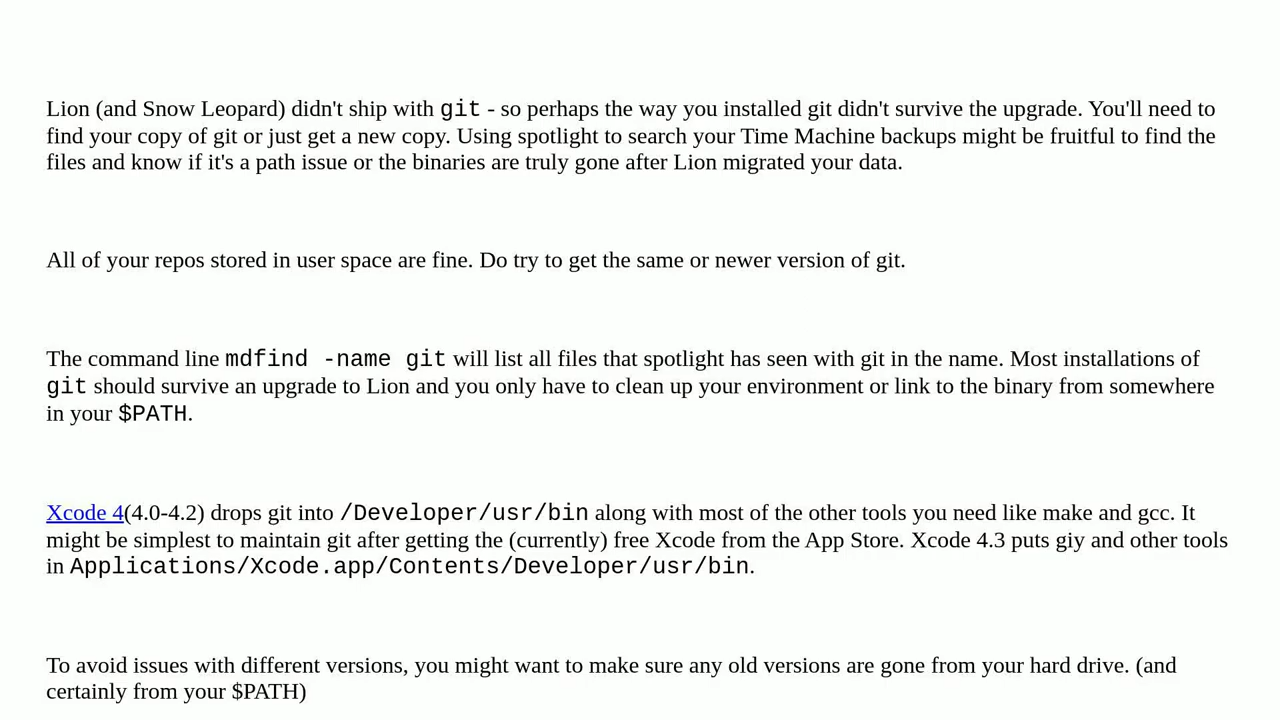 Lion (and Snow Leopard) didn't ship with git - so perhaps the way you installed git didn't survive the upgrade. You'll need to
find your copy of git or just get a new copy. Using spotlight to search your Time Machine backups might be fruitful to find the
files and know if it's a path issue or the binaries are truly gone after Lion migrated your data.
All of your repos stored in user space are fine. Do try to get the same or newer version of git.
The command line mdfind -name git will list all files that spotlight has seen with git in the name. Most installations of
git should survive an upgrade to Lion and you only have to clean up your environment or link to the binary from somewhere
in your $PATH.
Xcode 4(4.0-4.2) drops git into /Developer/usr/bin along with most of the other tools you need like make and gcc. It
might be simplest to maintain git after getting the (currently) free Xcode from the App Store. Xcode 4.3 puts giy and other tools
in Applications/Xcode.app/Contents/Developer/usr/bin.
To avoid issues with different versions, you might want to make sure any old versions are gone from your hard drive. (and
certainly from your $PATH)